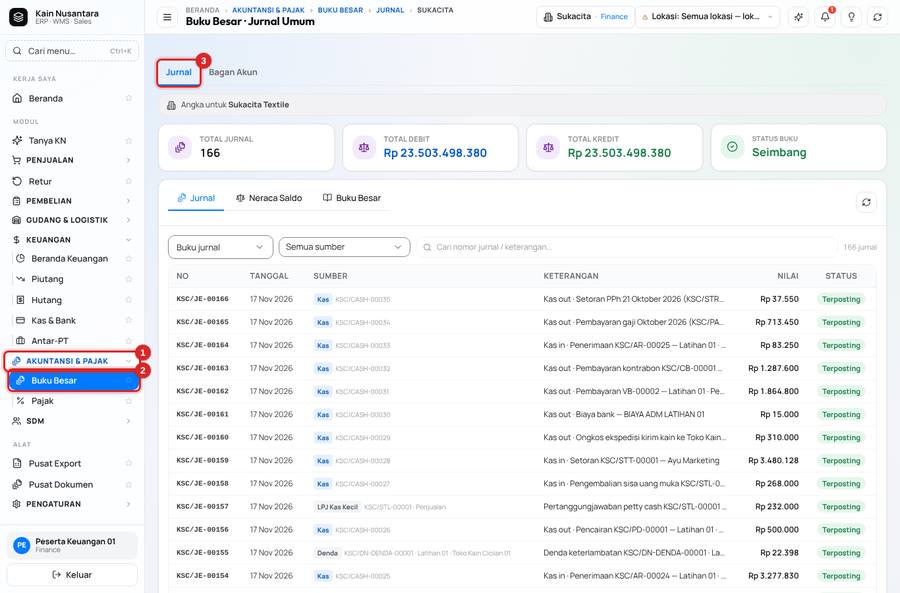 Kain Nusantara
ERP · WMS · Sales
Cari menu... Ctrl+K
KERJA SAYA
Beranda
MODUL
Tanya KN
PENJUALAN
Retur
PEMBELIAN
GUDANG & LOGISTIK
KEUANGAN
Beranda Keuangan
Piutang
Hutang
Kas & Bank
Antar-PT
AKUNTANSI & PAJAK 1
Buku Besar 2
Pajak
SDM
ALAT
Pusat Export
Pusat Dokumen
PENGATURAN
PE Peserta Keuangan 01
Finance
Keluar
BERANDA › AKUNTANSI & PAJAK › BUKU BESAR › JURNAL › SUKACITA
Buku Besar · Jurnal Umum
Sukacita · Finance
Lokasi: Semua lokasi — lok...
1
Jurnal 3 Bagan Akun
Angka untuk Sukacita Textile
TOTAL JURNAL
166
TOTAL DEBIT
Rp 23.503.498.380
TOTAL KREDIT
Rp 23.503.498.380
STATUS BUKU
Seimbang
Jurnal Neraca Saldo Buku Besar
Buku jurnal Semua sumber Cari nomor jurnal / keterangan... 166 jurnal
NO TANGGAL SUMBER KETERANGAN NILAI STATUS
KSC/JE-00166 17 Nov 2026 Kas KSC/CASH-00035 Kas out · Setoran PPh 21 Oktober 2026 (KSC/STR... Rp 37.550 Terposting
KSC/JE-00165 17 Nov 2026 Kas KSC/CASH-00034 Kas out · Pembayaran gaji Oktober 2026 (KSC/PA... Rp 713.450 Terposting
KSC/JE-00164 17 Nov 2026 Kas KSC/CASH-00033 Kas in · Penerimaan KSC/AR-00025 — Latihan 01 · ... Rp 83.250 Terposting
KSC/JE-00163 17 Nov 2026 Kas KSC/CASH-00032 Kas out · Pembayaran kontrabon KSC/CB-00001 ... Rp 1.287.600 Terposting
KSC/JE-00162 17 Nov 2026 Kas KSC/CASH-00031 Kas out · Pembayaran VB-00002 — Latihan 01 · Pe... Rp 1.864.800 Terposting
KSC/JE-00161 17 Nov 2026 Kas KSC/CASH-00030 Kas out · Biaya bank — BIAYA ADM LATIHAN 01 Rp 15.000 Terposting
KSC/JE-00160 17 Nov 2026 Kas KSC/CASH-00029 Kas out · Ongkos ekspedisi kirim kain ke Toko Kain... Rp 310.000 Terposting
KSC/JE-00159 17 Nov 2026 Kas KSC/CASH-00028 Kas in · Setoran KSC/STT-00001 — Ayu Marketing Rp 3.480.128 Terposting
KSC/JE-00158 17 Nov 2026 Kas KSC/CASH-00027 Kas in · Pengembalian sisa uang muka KSC/STL-0... Rp 268.000 Terposting
KSC/JE-00157 17 Nov 2026 LPJ Kas Kecil KSC/STL-00001 · Penjualan Pertanggungjawaban petty cash KSC/STL-00001 ... Rp 232.000 Terposting
KSC/JE-00156 17 Nov 2026 Kas KSC/CASH-00026 Kas out · Pencairan KSC/PD-00001 — Latihan 01 · ... Rp 500.000 Terposting
KSC/JE-00155 17 Nov 2026 Denda KSC/DN-DENDA-00001 · Latihan 01 · Toko Kain Cicilan 01 Denda keterlambatan KSC/DN-DENDA-00001 · La... Rp 22.398 Terposting
KSC/JE-00154 17 Nov 2026 Kas KSC/CASH-00025 Kas in · Penerimaan KSC/AR-00024 — Latihan 01 · ... Rp 3.277.830 Terposting